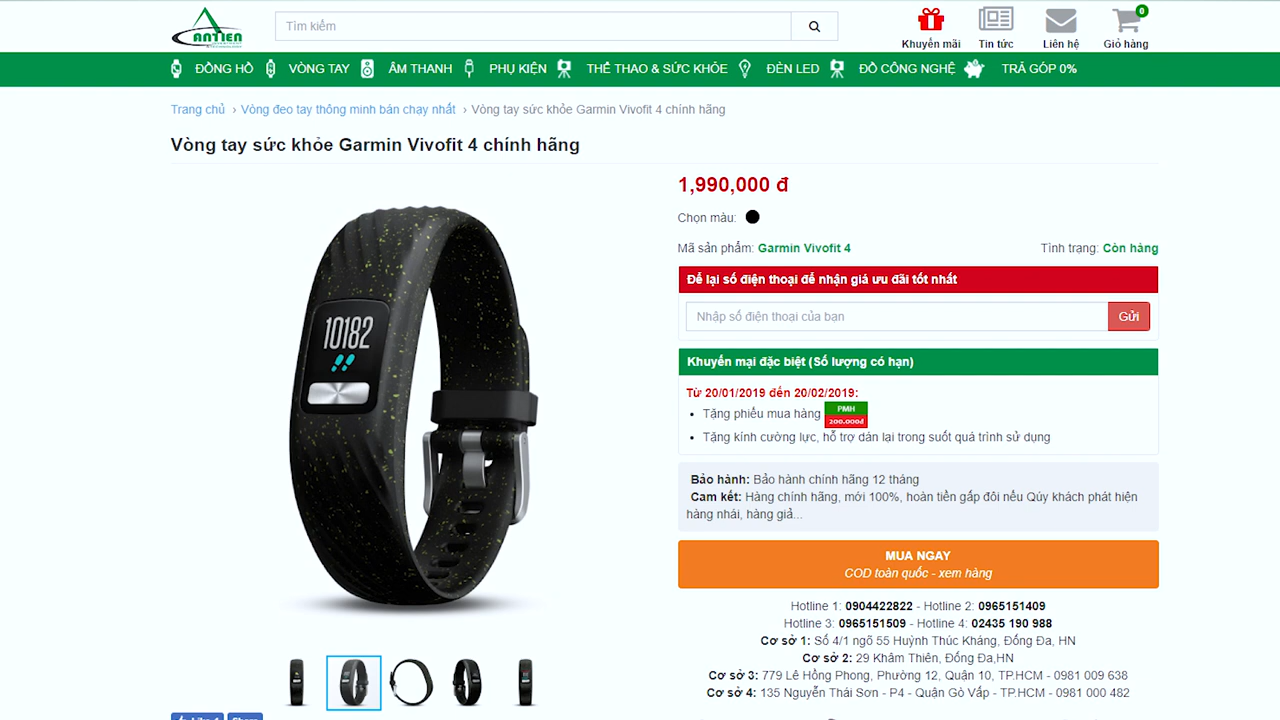 ANTIEN
Tìm kiếm
0
Khuyến mãi
Tin tức
Liên hệ
Giỏ hàng
ĐỒNG HỒ
VÒNG TAY
ÂM THANH
PHỤ KIỆN
THỂ THAO & SỨC KHỎE
ĐÈN LED
ĐỒ CÔNG NGHỆ
TRẢ GÓP 0%
Trang chủ › Vòng đeo tay thông minh bán chạy nhất › Vòng tay sức khỏe Garmin Vivofit 4 chính hãng
Vòng tay sức khỏe Garmin Vivofit 4 chính hãng
10182
1,990,000 đ
Chọn màu:
Mã sản phẩm: Garmin Vivofit 4
Tình trạng: Còn hàng
Để lại số điện thoại để nhận giá ưu đãi tốt nhất
Nhập số điện thoại của bạn
Gửi
Khuyến mại đặc biệt (Số lượng có hạn)
Từ 20/01/2019 đến 20/02/2019:
• Tặng phiếu mua hàng PMH 200.000đ
• Tặng kính cường lực, hỗ trợ dán lại trong suốt quá trình sử dụng
Bảo hành: Bảo hành chính hãng 12 tháng
Cam kết: Hàng chính hãng, mới 100%, hoàn tiền gấp đôi nếu Qúy khách phát hiện
hàng nhái, hàng giả...
MUA NGAY
COD toàn quốc - xem hàng
Hotline 1: 0904422822 - Hotline 2: 0965151409
Hotline 3: 0965151509 - Hotline 4: 02435 190 988
Cơ sở 1: Số 4/1 ngõ 55 Huỳnh Thúc Kháng, Đống Đa, HN
Cơ sở 2: 29 Khâm Thiên, Đống Đa,HN
Cơ sở 3: 779 Lê Hồng Phong, Phường 12, Quận 10, TP.HCM - 0981 009 638
Cơ sở 4: 135 Nguyễn Thái Sơn - P4 - Quận Gò Vấp - TP.HCM - 0981 000 482